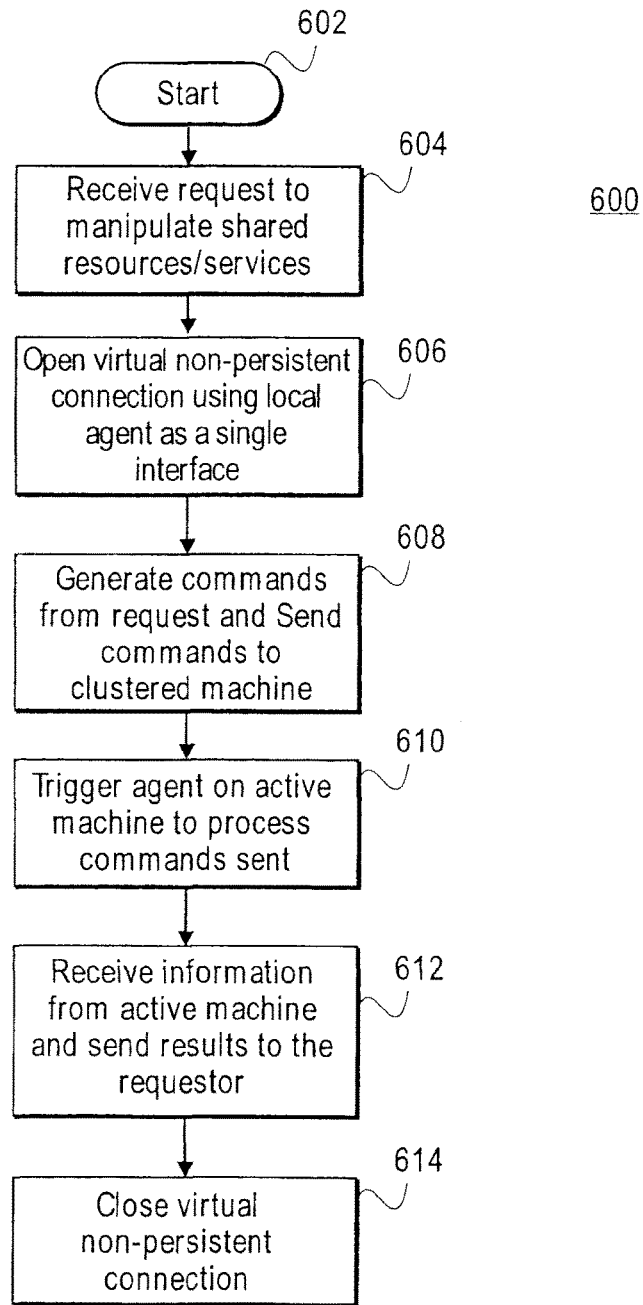 602
Start
604
600
Receive request to
manipulate shared
resources/services
606
Open virtual non-persistent
connection using local
agent as a single
interface
608
Generate commands
from request and Send
commands to
clustered machine
610
Trigger agent on active
machine to process
commands sent
612
Receive information
from active machine
and send results to the
requestor
614
Close virtual
non-persistent
connection